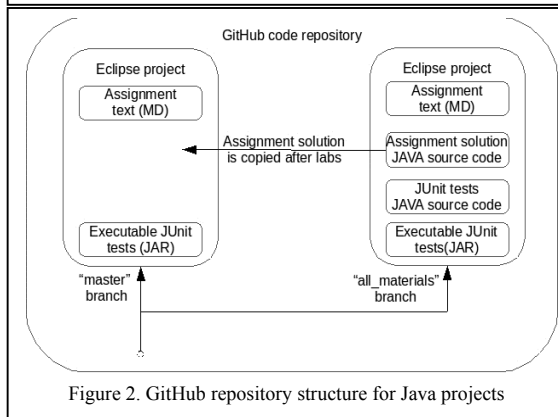 GitHub code repository
Eclipse project
Assignment
text (MD)
Executable JUnit
tests (JAR)
"master"
branch
Assignment solution
is copied after labs
Eclipse project
Assignment
text (MD)
Assignment solution
JAVA source code
JUnit tests
JAVA source code
Executable JUnit
tests(JAR)
"all_materials"
branch
Figure 2. GitHub repository structure for Java projects